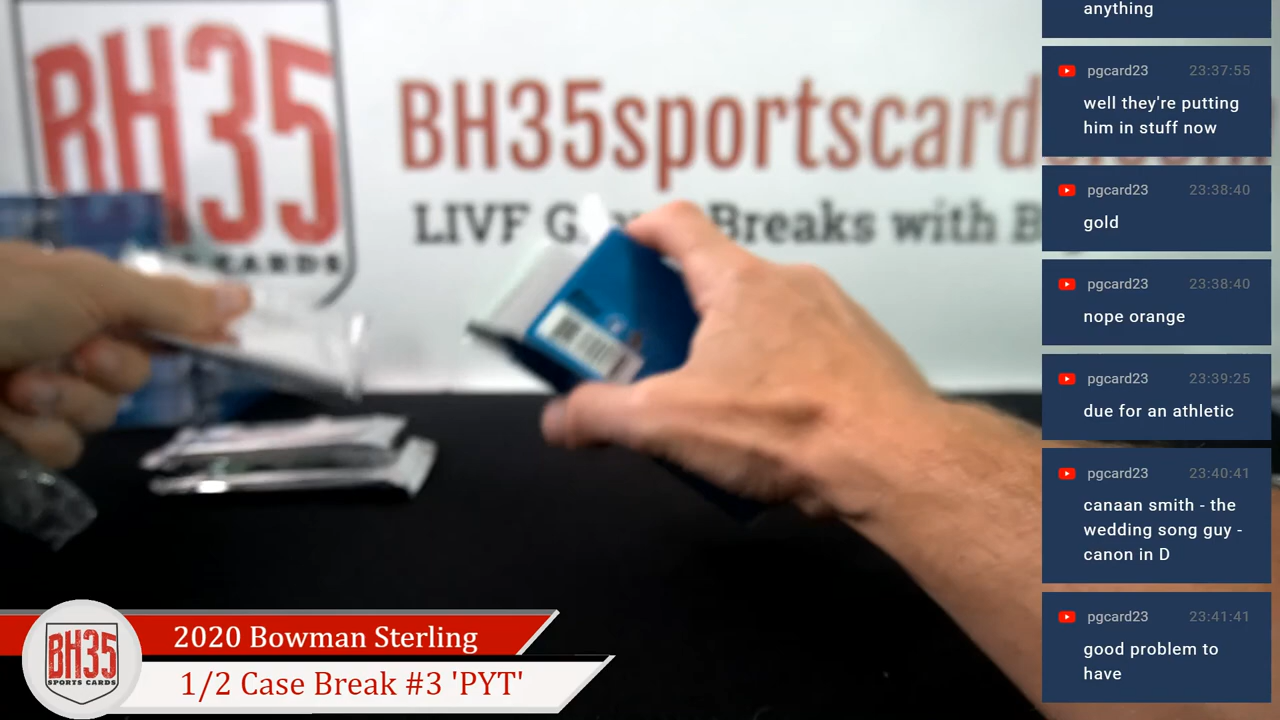 BH35
CARDS
BH35sportscard
LIVE G Breaks with B
anything
pgcard23 23:37:55
well they're putting
him in stuff now
pgcard23 23:38:40
gold
pgcard23 23:38:40
nope orange
pgcard23 23:39:25
due for an athletic
pgcard23 23:40:41
canaan smith - the
wedding song guy -
canon in D
pgcard23 23:41:41
good problem to
have
BH35
SPORTS CARDS
2020 Bowman Sterling
1/2 Case Break #3 'PYT'